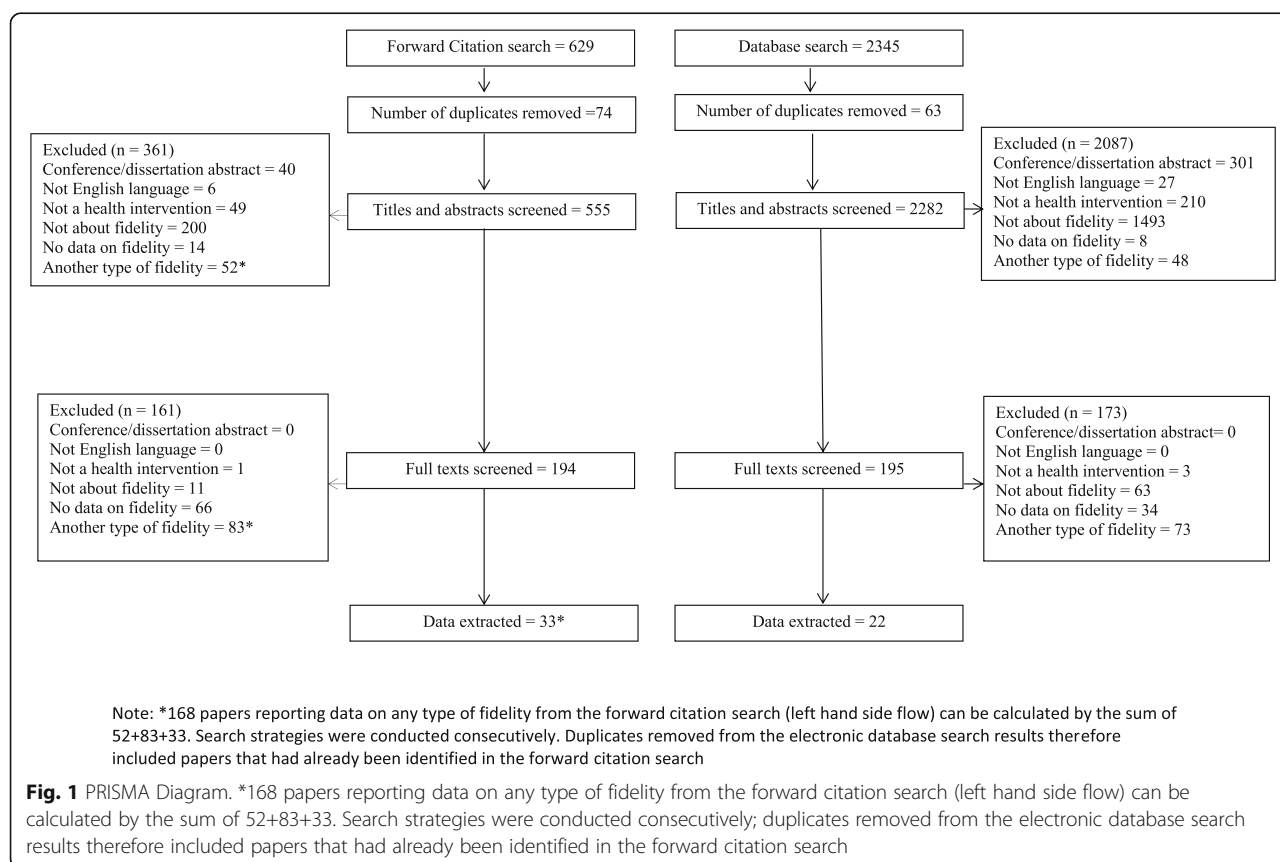 Forward Citation search = 629
Database search = 2345
Number of duplicates removed =74
Number of duplicates removed = 63
Excluded (n = 361)
Conference/dissertation abstract = 40
Not English language = 6
Not a health intervention = 49
Not about fidelity = 200
No data on fidelity = 14
Another type of fidelity = 52*
Titles and abstracts screened = 555
Titles and abstracts screened = 2282
Excluded (n = 2087)
Conference/dissertation abstract = 301
Not English language = 27
Not a health intervention = 210
Not about fidelity = 1493
No data on fidelity = 8
Another type of fidelity = 48
Excluded (n = 161)
Conference/dissertation abstract = 0
Not English language = 0
Not a health intervention = 1
Not about fidelity = 11
No data on fidelity = 66
Another type of fidelity = 83*
Full texts screened = 194
Full texts screened = 195
Excluded (n = 173)
Conference/dissertation abstract= 0
Not English language = 0
Not a health intervention = 3
Not about fidelity = 63
No data on fidelity = 34
Another type of fidelity = 73
Data extracted = 33*
Data extracted = 22
Note: *168 papers reporting data on any type of fidelity from the forward citation search (left hand side flow) can be calculated by the sum of
52+83+33. Search strategies were conducted consecutively. Duplicates removed from the electronic database search results therefore
included papers that had already been identified in the forward citation search
Fig. 1 PRISMA Diagram. *168 papers reporting data on any type of fidelity from the forward citation search (left hand side flow) can be
calculated by the sum of 52+83+33. Search strategies were conducted consecutively; duplicates removed from the electronic database search
results therefore included papers that had already been identified in the forward citation search